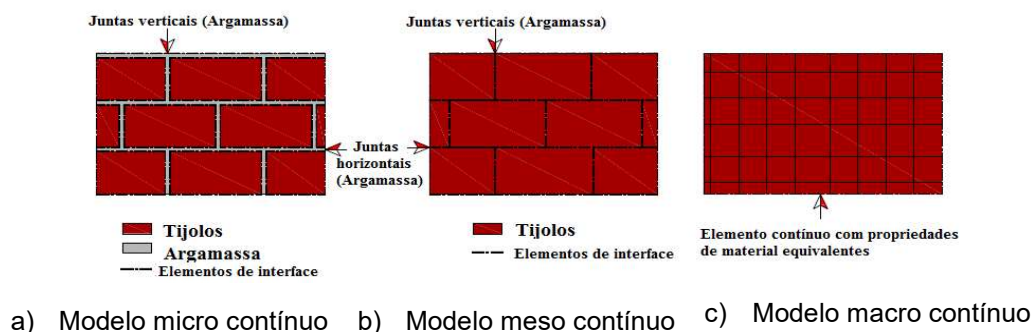 Juntas verticais (Argamassa)
Juntas verticais (Argamassa)
Juntas
horizontais
(Argamassa)
Tijolos
Argamassa
Elementos de interface
Tijolos
Elementos de interface
Elemento contínuo com propriedades
de material equivalentes
a) Modelo micro contínuo
b) Modelo meso contínuo
c) Modelo macro contínuo